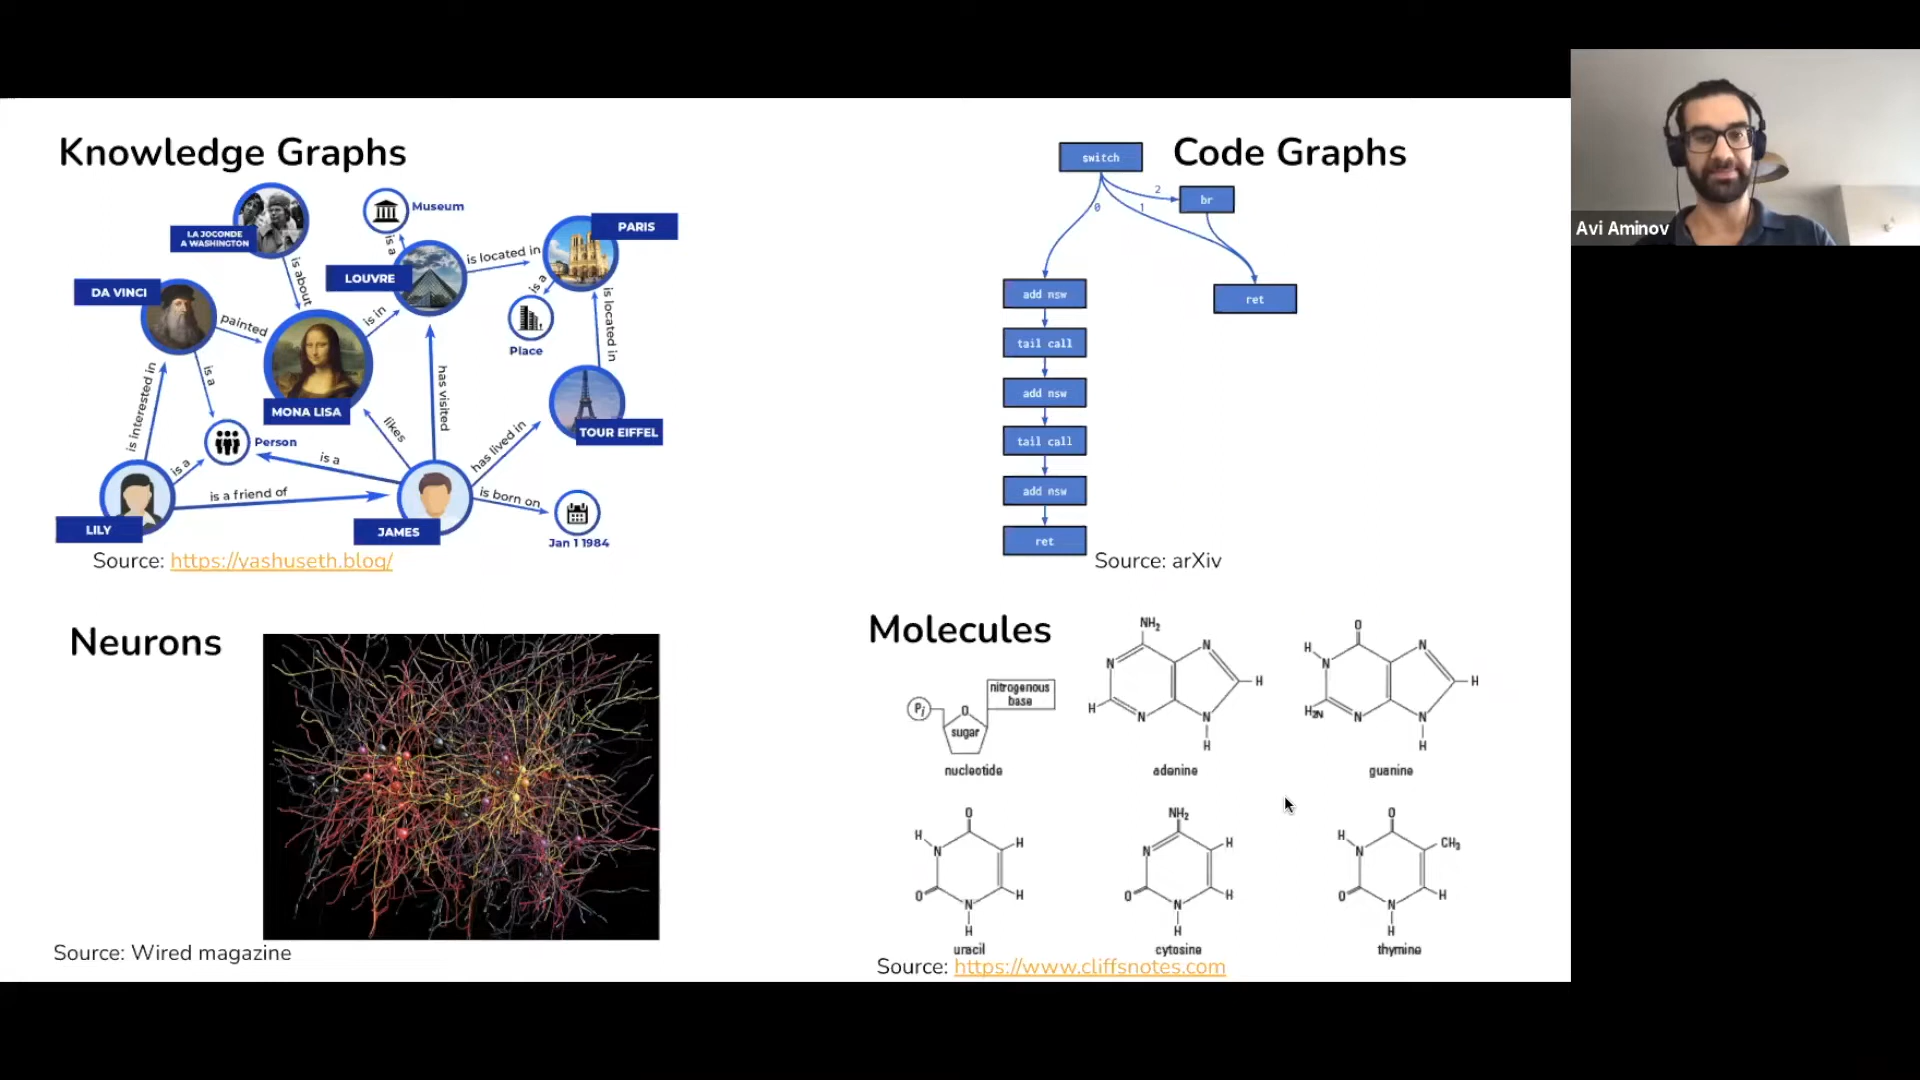 Knowledge Graphs
LA JOCONDE
A WASHINGTON
Museum
PARIS
is a
is located in
LOUVRE
is about
DA VINCI
is a
painted
is in
Place
is located in
is interested in
is a
MONA LISA
has visited
TOUR EIFFEL
likes
has lived in
Person
is a
is a
is a friend of
is born on
LILY
JAMES
Jan 1 1984
Source: https://yashuseth.blog/
Code Graphs
switch
2
br
0
1
add nsw
ret
tail call
add nsw
tail call
add nsw
ret
Source: arXiv
Neurons
Source: Wired magazine
Molecules
Pi
O
sugar
nitrogenous
base
nucleotide
NH₂
N
N
H
H
N
N
H
adenine
O
H
N
N
H
H₂N
N
N
H
guanine
O
H
N
H
O
N
H
H
uracil
NH₂
N
H
O
N
H
H
cytosine
O
H
N
CH₃
O
N
H
H
thymine
Source: https://www.cliffsnotes.com
Avi Aminov